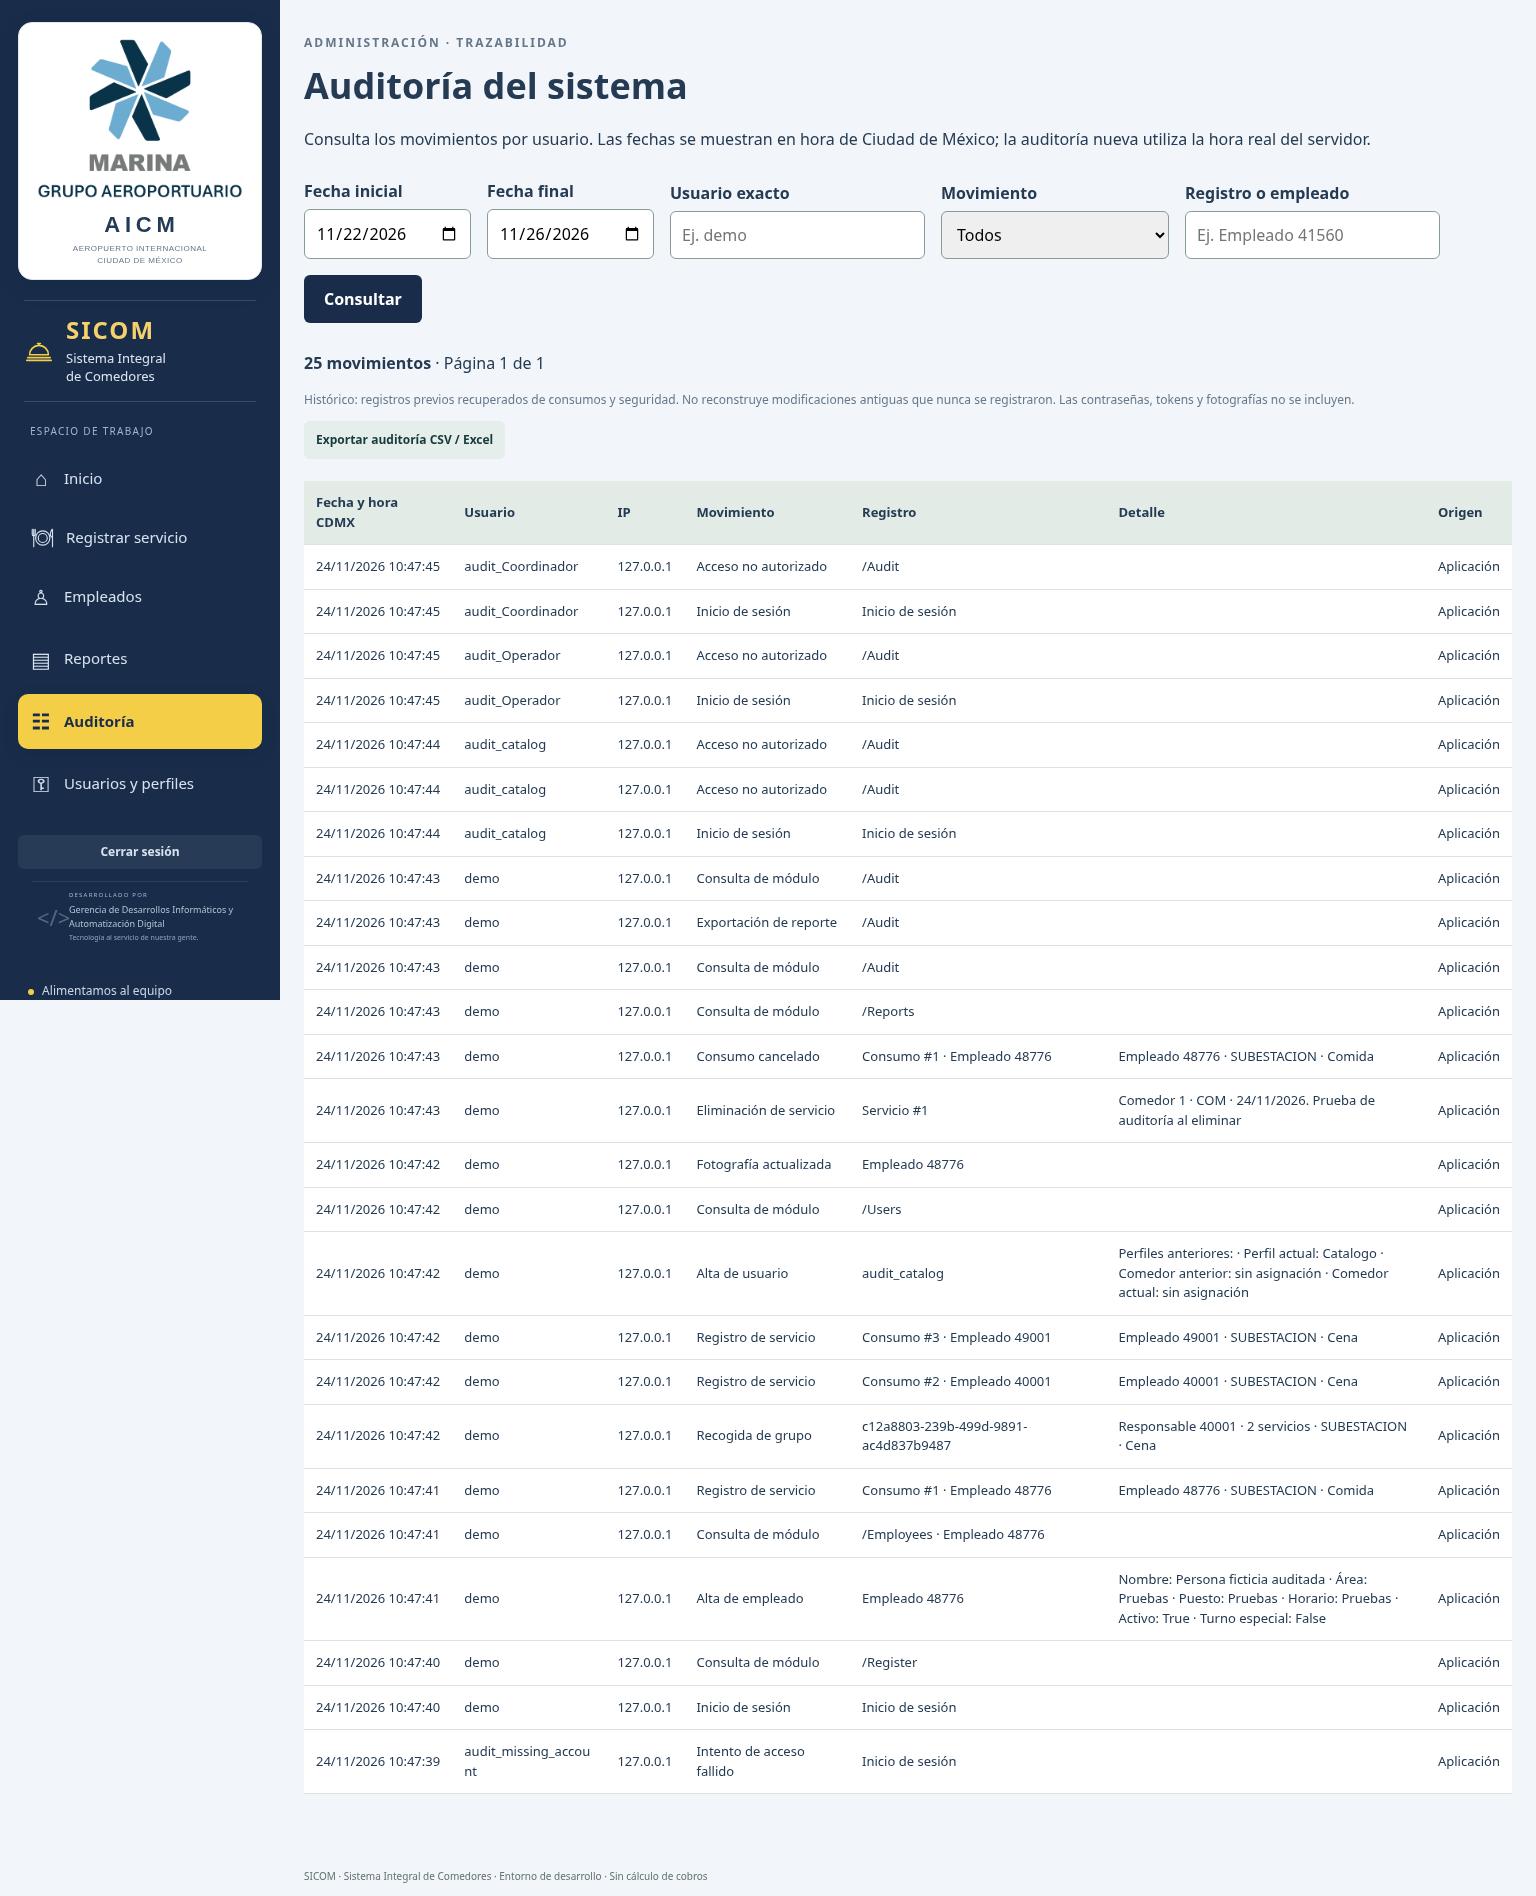 MARINA
GRUPO AEROPORTUARIO
AICM
AEROPUERTO INTERNACIONAL
CIUDAD DE MÉXICO
SICOM
Sistema Integral
de Comedores
ESPACIO DE TRABAJO
Inicio
Registrar servicio
Empleados
Reportes
Auditoría
Usuarios y perfiles
Cerrar sesión
DESARROLLADO POR
</> Gerencia de Desarrollos Informáticos y
Automatización Digital
Tecnología al servicio de nuestra gente.
Alimentamos al equipo
ADMINISTRACIÓN · TRAZABILIDAD
Auditoría del sistema
Consulta los movimientos por usuario. Las fechas se muestran en hora de Ciudad de México; la auditoría nueva utiliza la hora real del servidor.
Fecha inicial Fecha final Usuario exacto Movimiento Registro o empleado
11/22/2026 11/26/2026 Ej. demo Todos Ej. Empleado 41560
Consultar
25 movimientos · Página 1 de 1
Histórico: registros previos recuperados de consumos y seguridad. No reconstruye modificaciones antiguas que nunca se registraron. Las contraseñas, tokens y fotografías no se incluyen.
Exportar auditoría CSV / Excel
Fecha y hora
CDMX Usuario IP Movimiento Registro Detalle Origen
24/11/2026 10:47:45 audit_Coordinador 127.0.0.1 Acceso no autorizado /Audit Aplicación
24/11/2026 10:47:45 audit_Coordinador 127.0.0.1 Inicio de sesión Inicio de sesión Aplicación
24/11/2026 10:47:45 audit_Operador 127.0.0.1 Acceso no autorizado /Audit Aplicación
24/11/2026 10:47:45 audit_Operador 127.0.0.1 Inicio de sesión Inicio de sesión Aplicación
24/11/2026 10:47:44 audit_catalog 127.0.0.1 Acceso no autorizado /Audit Aplicación
24/11/2026 10:47:44 audit_catalog 127.0.0.1 Acceso no autorizado /Audit Aplicación
24/11/2026 10:47:44 audit_catalog 127.0.0.1 Inicio de sesión Inicio de sesión Aplicación
24/11/2026 10:47:43 demo 127.0.0.1 Consulta de módulo /Audit Aplicación
24/11/2026 10:47:43 demo 127.0.0.1 Exportación de reporte /Audit Aplicación
24/11/2026 10:47:43 demo 127.0.0.1 Consulta de módulo /Audit Aplicación
24/11/2026 10:47:43 demo 127.0.0.1 Consulta de módulo /Reports Aplicación
24/11/2026 10:47:43 demo 127.0.0.1 Consumo cancelado Consumo #1 · Empleado 48776 Empleado 48776 · SUBESTACION · Comida Aplicación
24/11/2026 10:47:43 demo 127.0.0.1 Eliminación de servicio Servicio #1 Comedor 1 · COM · 24/11/2026. Prueba de
auditoría al eliminar Aplicación
24/11/2026 10:47:42 demo 127.0.0.1 Fotografía actualizada Empleado 48776 Aplicación
24/11/2026 10:47:42 demo 127.0.0.1 Consulta de módulo /Users Aplicación
24/11/2026 10:47:42 demo 127.0.0.1 Alta de usuario audit_catalog Perfiles anteriores: · Perfil actual: Catalogo ·
Comedor anterior: sin asignación · Comedor
actual: sin asignación Aplicación
24/11/2026 10:47:42 demo 127.0.0.1 Registro de servicio Consumo #3 · Empleado 49001 Empleado 49001 · SUBESTACION · Cena Aplicación
24/11/2026 10:47:42 demo 127.0.0.1 Registro de servicio Consumo #2 · Empleado 40001 Empleado 40001 · SUBESTACION · Cena Aplicación
24/11/2026 10:47:42 demo 127.0.0.1 Recogida de grupo c12a8803-239b-499d-9891-
ac4d837b9487 Responsable 40001 · 2 servicios · SUBESTACION
· Cena Aplicación
24/11/2026 10:47:41 demo 127.0.0.1 Registro de servicio Consumo #1 · Empleado 48776 Empleado 48776 · SUBESTACION · Comida Aplicación
24/11/2026 10:47:41 demo 127.0.0.1 Consulta de módulo /Employees · Empleado 48776 Aplicación
24/11/2026 10:47:41 demo 127.0.0.1 Alta de empleado Empleado 48776 Nombre: Persona ficticia auditada · Área:
Pruebas · Puesto: Pruebas · Horario: Pruebas ·
Activo: True · Turno especial: False Aplicación
24/11/2026 10:47:40 demo 127.0.0.1 Consulta de módulo /Register Aplicación
24/11/2026 10:47:40 demo 127.0.0.1 Inicio de sesión Inicio de sesión Aplicación
24/11/2026 10:47:39 audit_missing_accou
nt 127.0.0.1 Intento de acceso
fallido Inicio de sesión Aplicación
SICOM · Sistema Integral de Comedores · Entorno de desarrollo · Sin cálculo de cobros